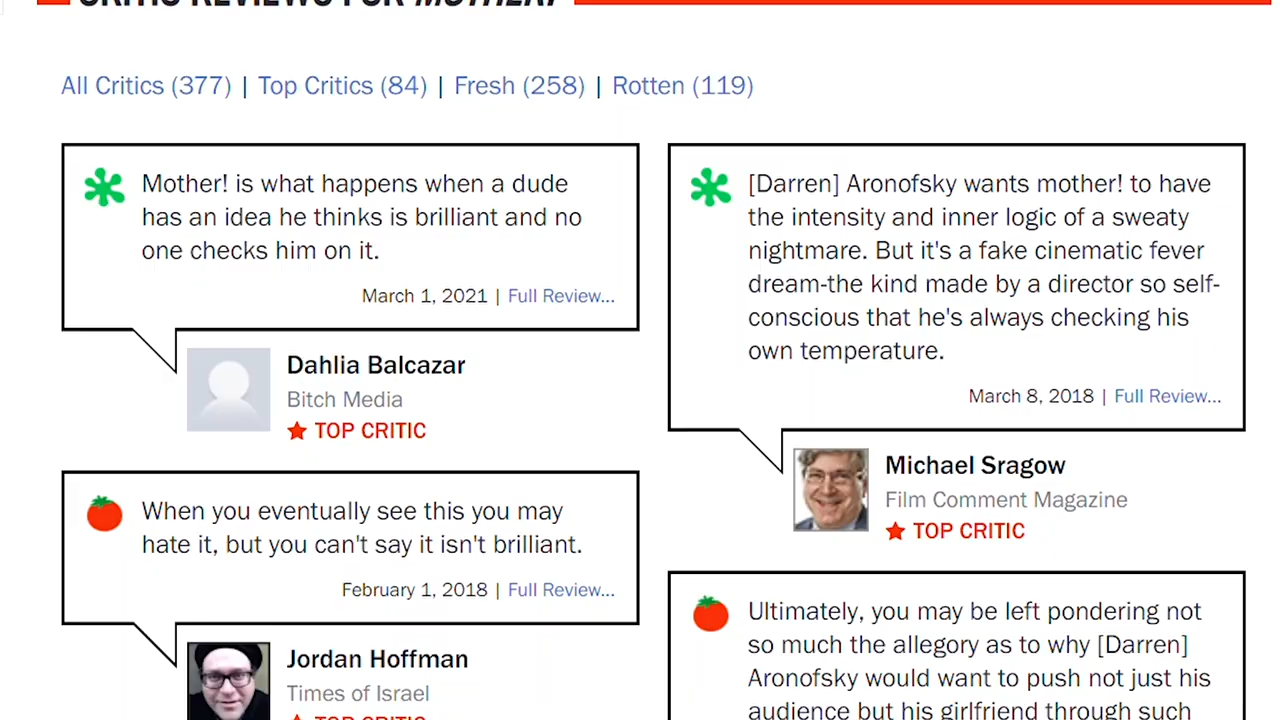 CRITIC REVIEWS FOR MOTHER!
All Critics (377) | Top Critics (84) | Fresh (258) | Rotten (119)
Mother! is what happens when a dude
has an idea he thinks is brilliant and no
one checks him on it.
March 1, 2021 | Full Review...
Dahlia Balcazar
Bitch Media
TOP CRITIC
When you eventually see this you may
hate it, but you can't say it isn't brilliant.
February 1, 2018 | Full Review...
Jordan Hoffman
Times of Israel
TOP CRITIC
[Darren] Aronofsky wants mother! to have
the intensity and inner logic of a sweaty
nightmare. But it's a fake cinematic fever
dream-the kind made by a director so self-
conscious that he's always checking his
own temperature.
March 8, 2018 | Full Review...
Michael Sragow
Film Comment Magazine
TOP CRITIC
Ultimately, you may be left pondering not
so much the allegory as to why [Darren]
Aronofsky would want to push not just his
audience but his girlfriend through such